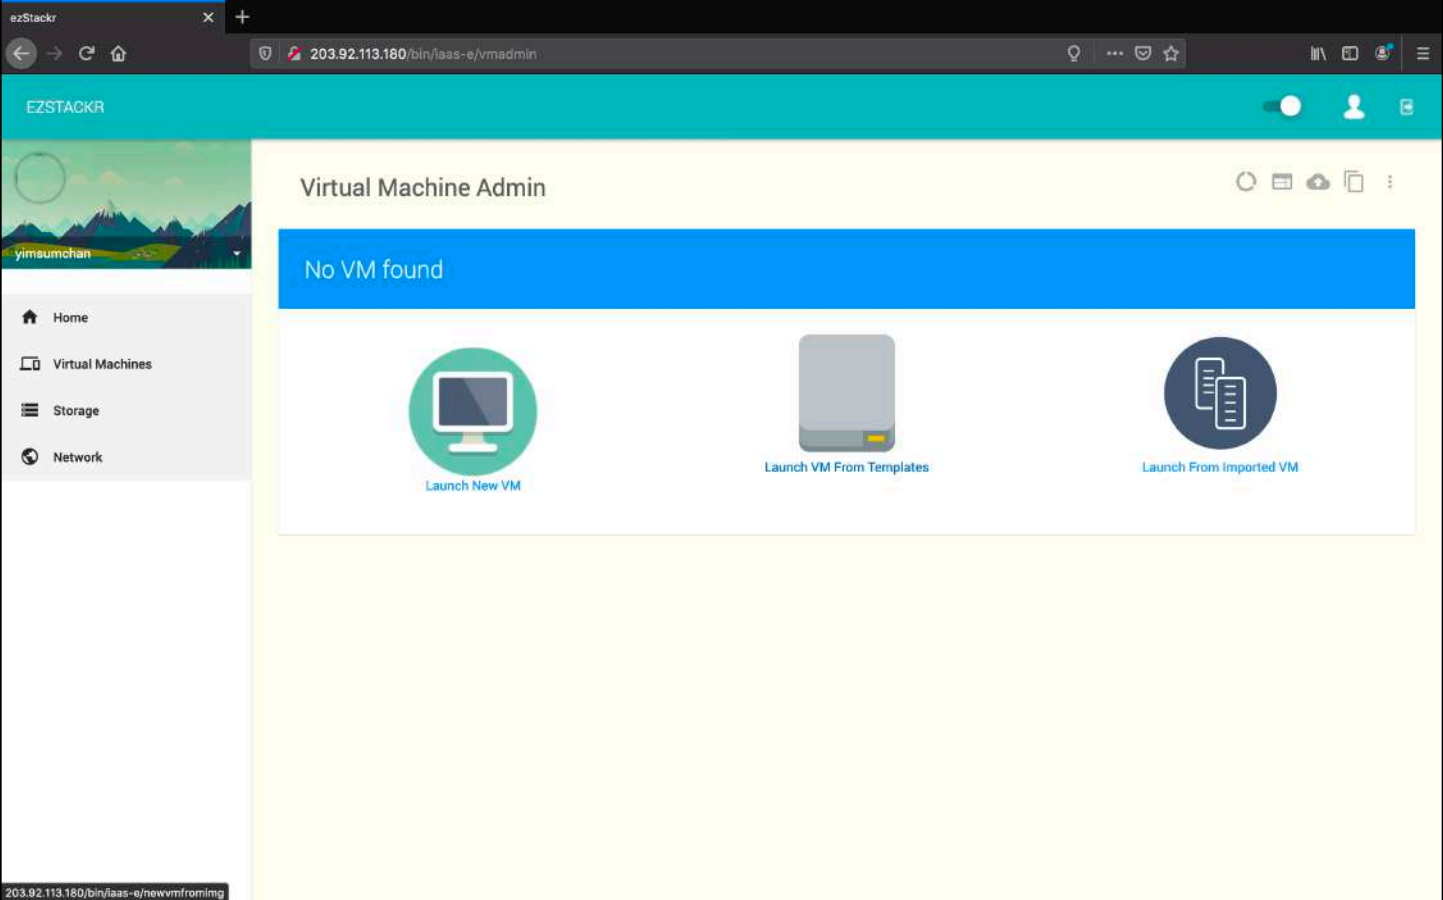 ezStackr
203.92.113.180/bin/iaas-e/vmadmin
EZSTACKR
Virtual Machine Admin
yimsumchan
No VM found
Home
Virtual Machines
Storage
Network
Launch New VM
Launch VM From Templates
Launch From Imported VM
203.92.113.180/bin/iaas-e/newvmfromimg